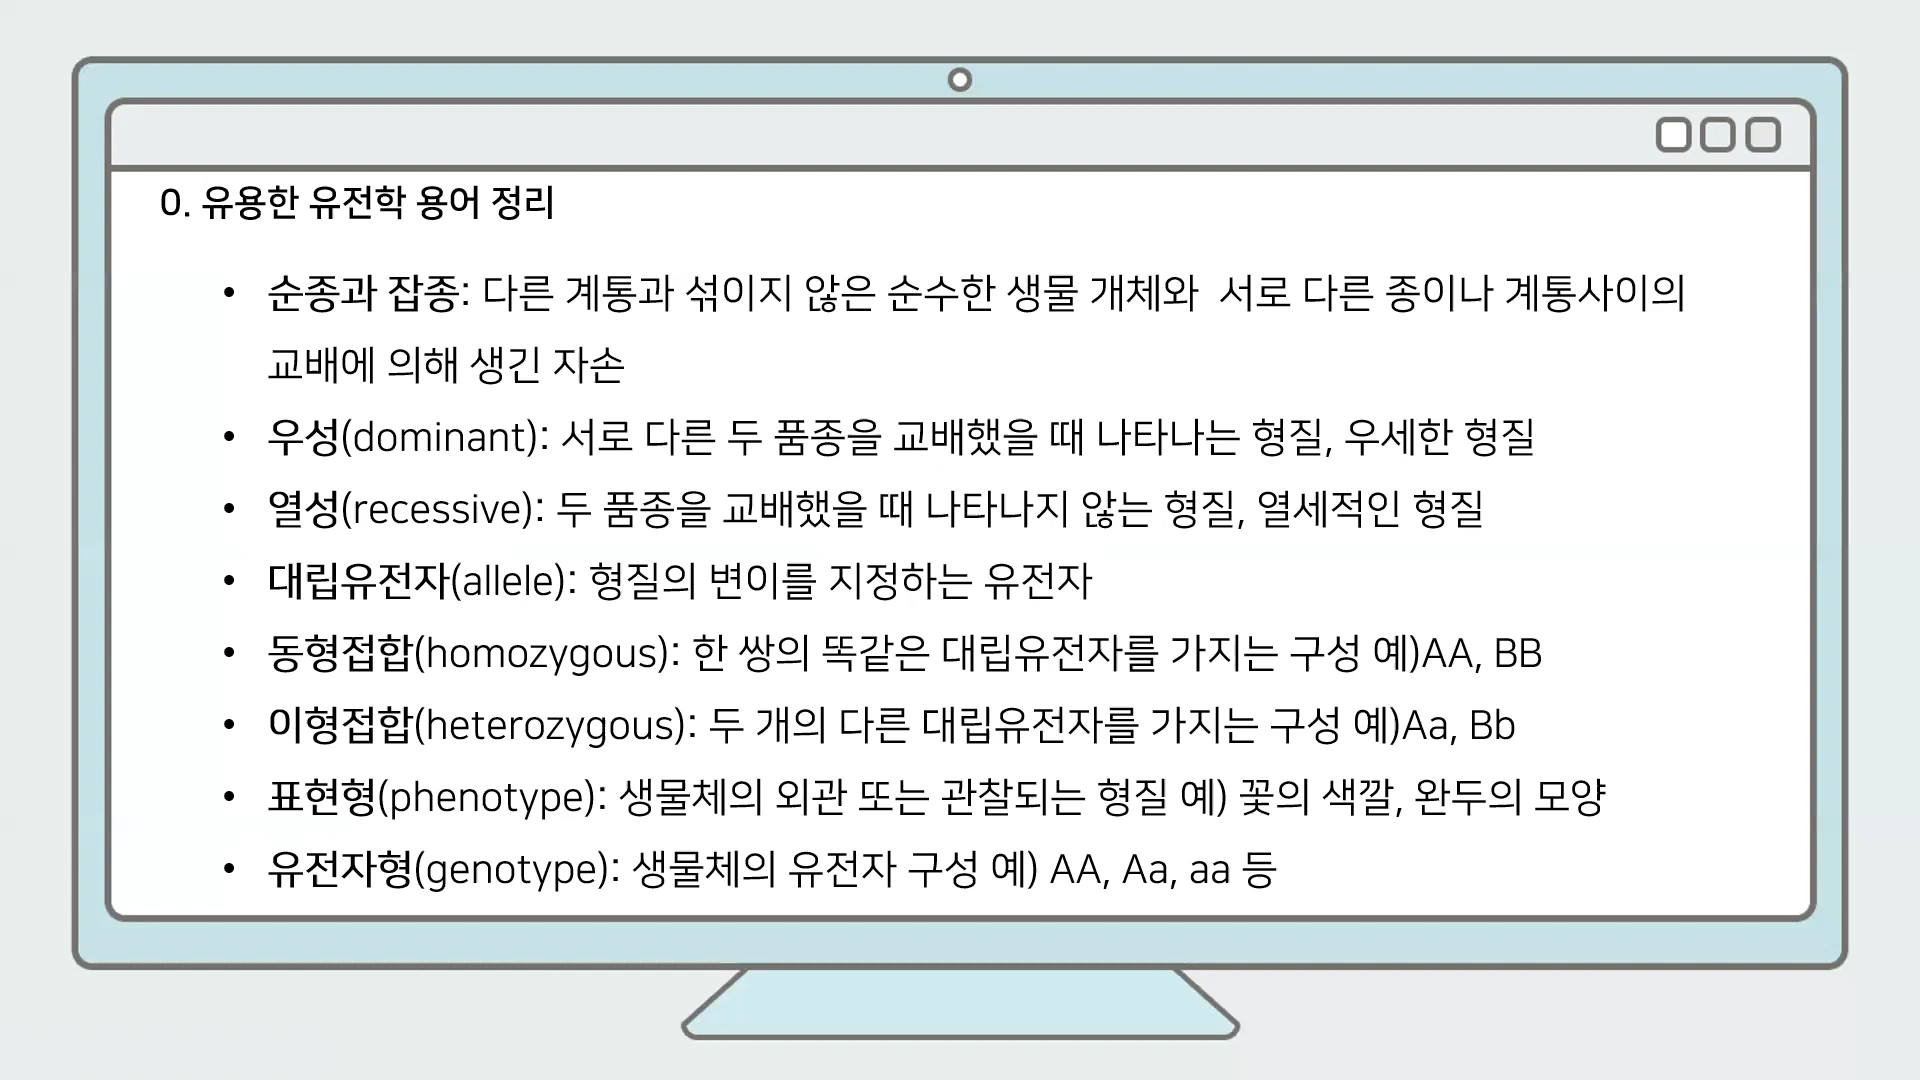 0. 유용한 유전학 용어 정리
• 순종과 잡종: 다른 계통과 섞이지 않은 순수한 생물 개체와 서로 다른 종이나 계통사이의
교배에 의해 생긴 자손
• 우성(dominant): 서로 다른 두 품종을 교배했을 때 나타나는 형질, 우세한 형질
• 열성(recessive): 두 품종을 교배했을 때 나타나지 않는 형질, 열세적인 형질
• 대립유전자(allele): 형질의 변이를 지정하는 유전자
• 동형접합(homozygous): 한 쌍의 똑같은 대립유전자를 가지는 구성 예)AA, BB
• 이형접합(heterozygous): 두 개의 다른 대립유전자를 가지는 구성 예)Aa, Bb
• 표현형(phenotype): 생물체의 외관 또는 관찰되는 형질 예) 꽃의 색깔, 완두의 모양
• 유전자형(genotype): 생물체의 유전자 구성 예) AA, Aa, aa 등